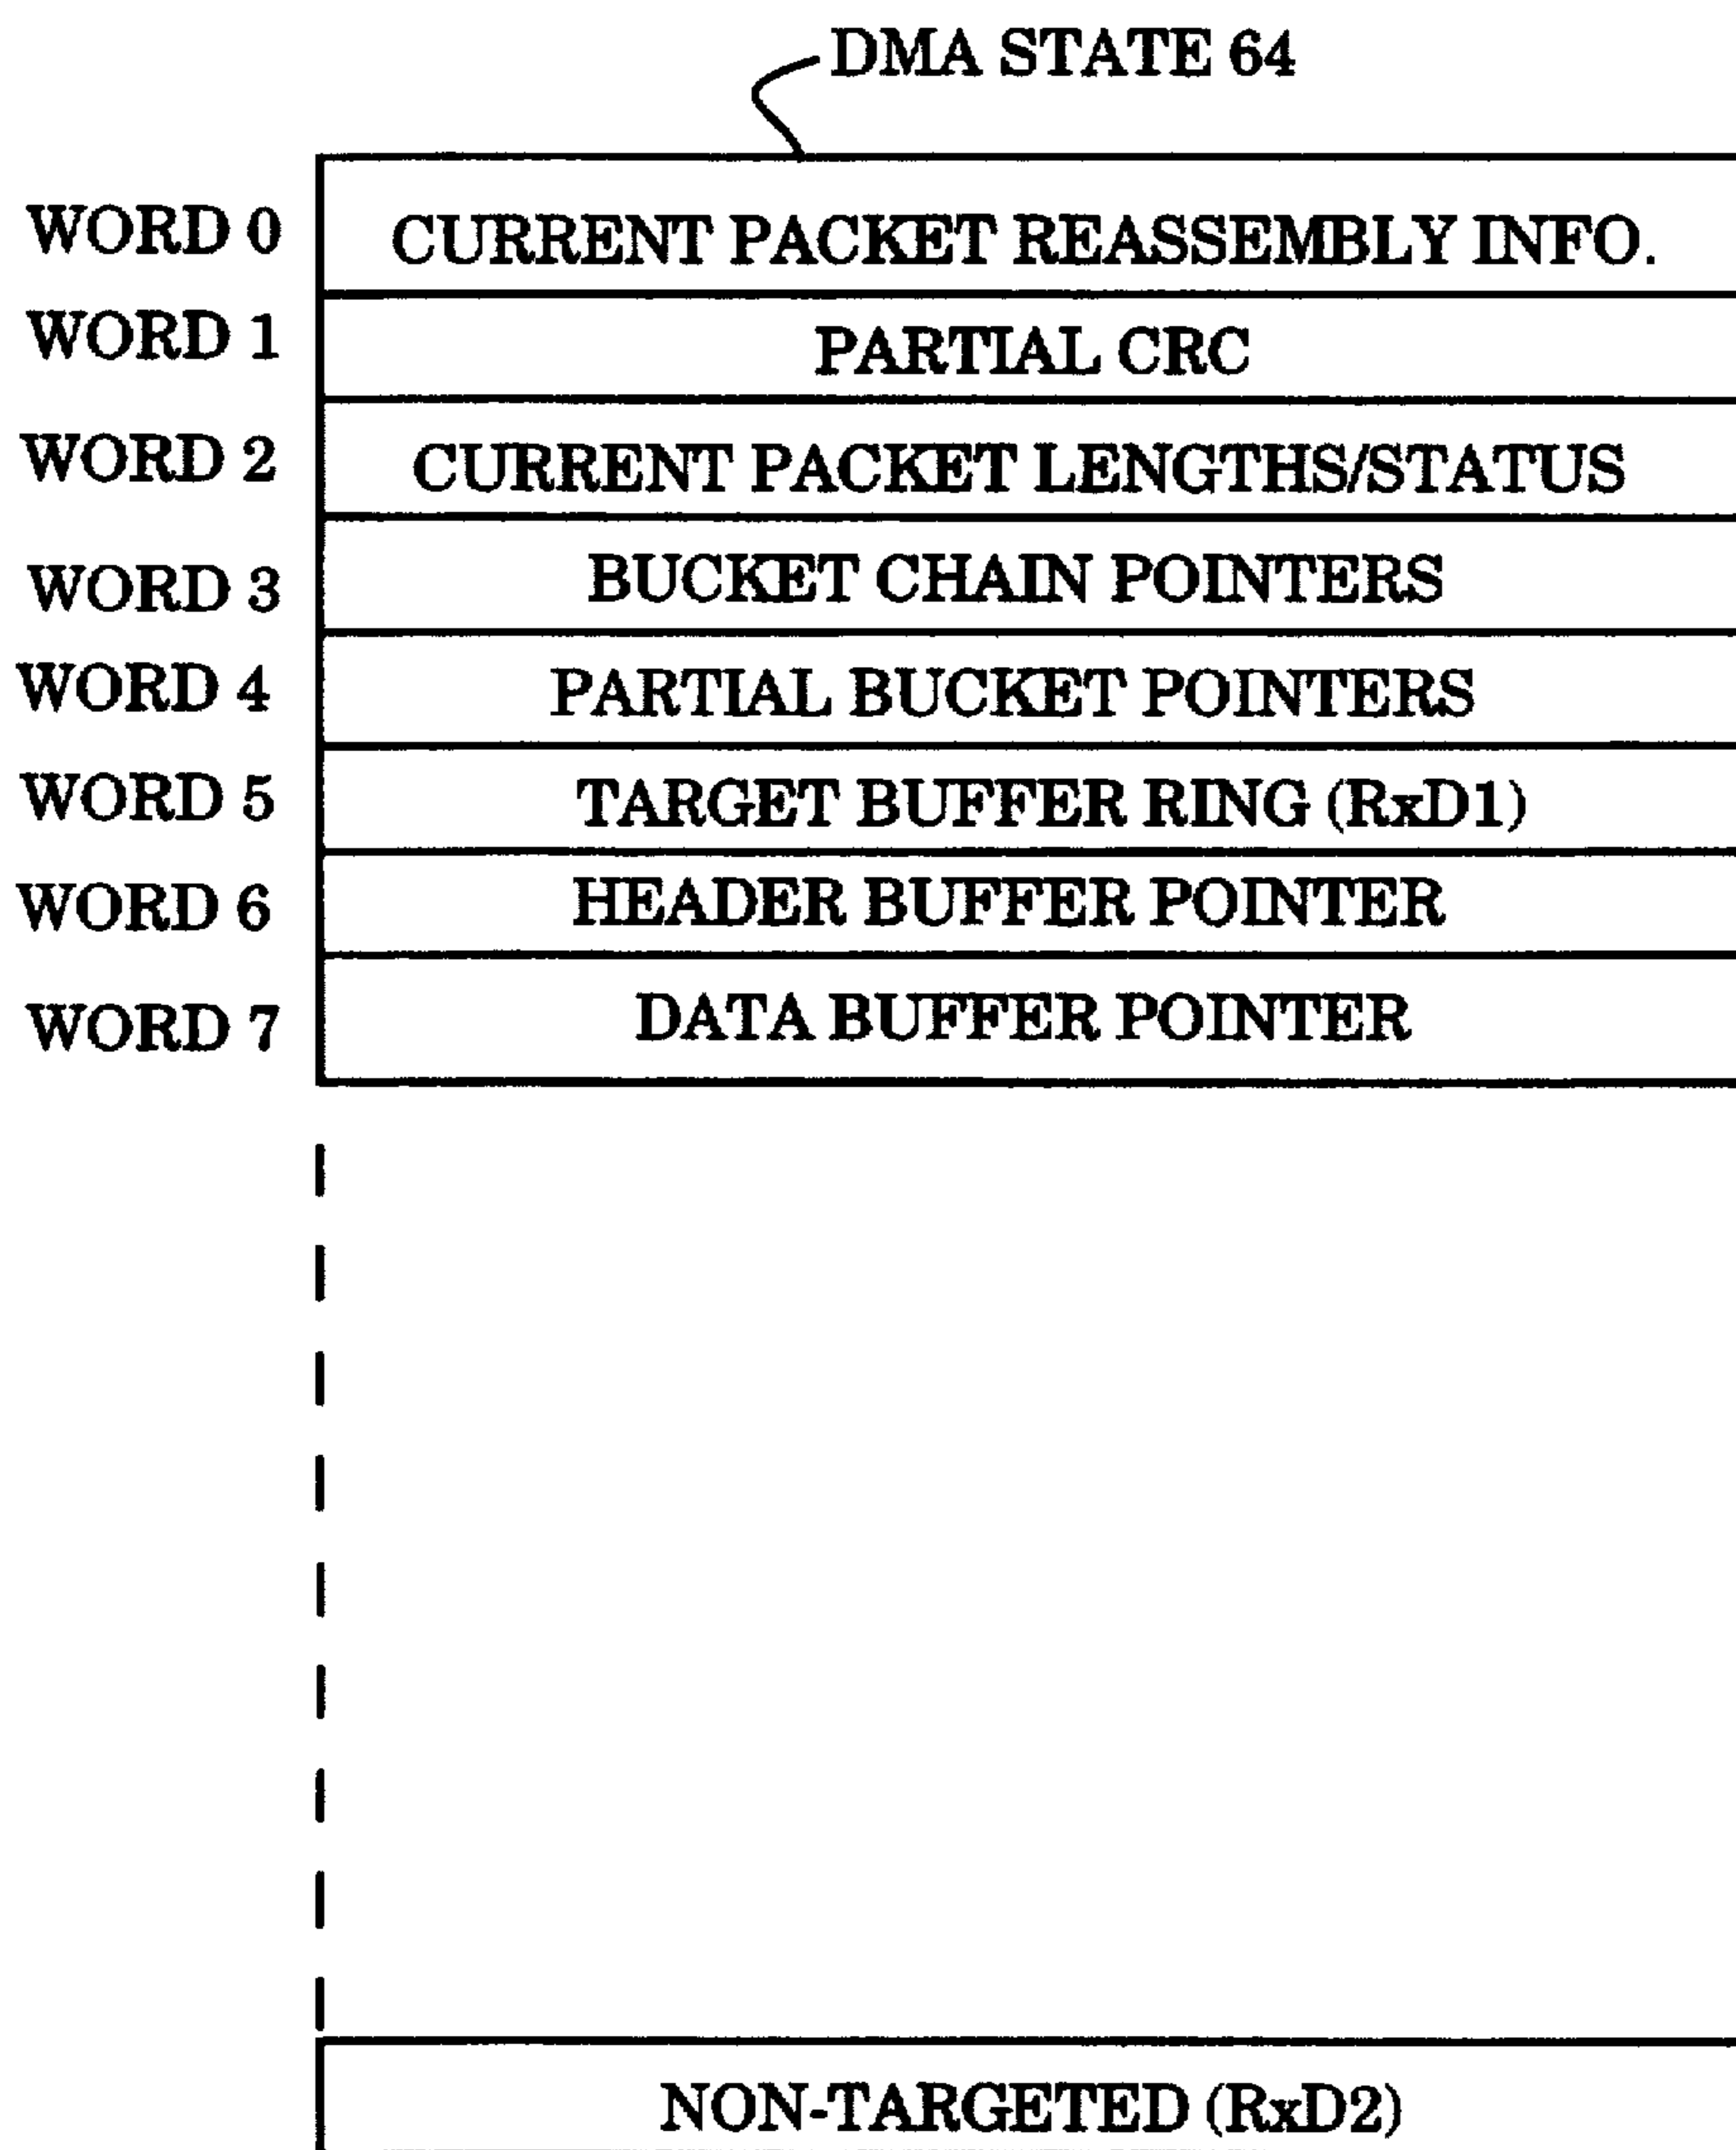 DMA STATE 64
WORD 0 CURRENT PACKET REASSEMBLY INFO.
WORD 1 PARTIAL CRC
WORD 2 CURRENT PACKET LENGTHS/STATUS
WORD 3 BUCKET CHAIN POINTERS
WORD 4 PARTIAL BUCKET POINTERS
WORD 5 TARGET BUFFER RING (RxD1)
WORD 6 HEADER BUFFER POINTER
WORD 7 DATA BUFFER POINTER
NON-TARGETED (RxD2)